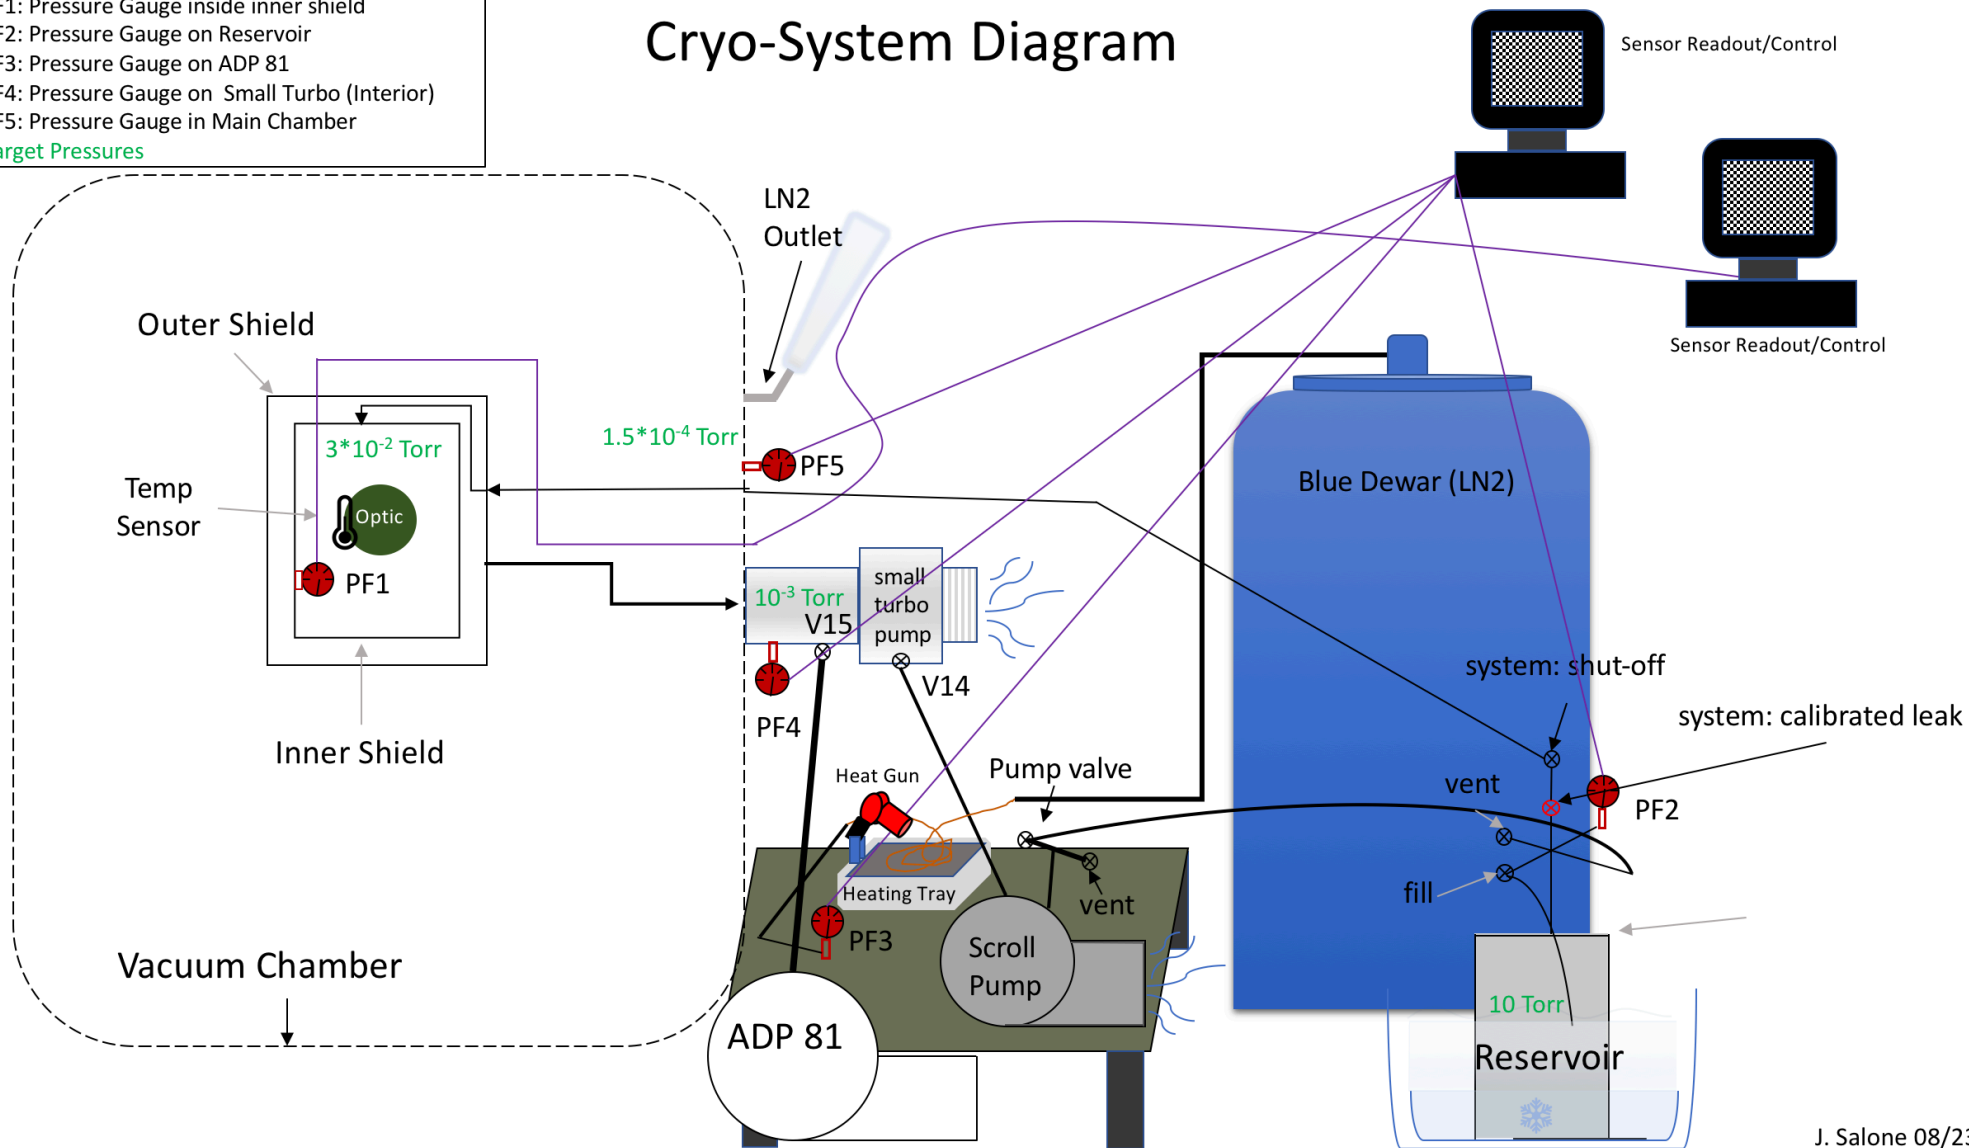 F1: Pressure Gauge inside inner shield
F2: Pressure Gauge on Reservoir
F3: Pressure Gauge on ADP 81
F4: Pressure Gauge on Small Turbo (Interior)
F5: Pressure Gauge in Main Chamber
arget Pressures
Cryo-System Diagram
Sensor Readout/Control
Sensor Readout/Control
LN2
Outlet
Outer Shield
3*10⁻² Torr
1.5*10⁻⁴ Torr
PF5
Blue Dewar (LN2)
Temp
Sensor
Optic
PF1
10⁻³ Torr
V15
small
turbo
pump
V14
PF4
Inner Shield
system: shut-off
system: calibrated leak
Heat Gun
Pump valve
vent
PF2
Heating Tray
fill
vent
PF3
Scroll
Pump
Vacuum Chamber
ADP 81
10 Torr
Reservoir
J. Salone 08/23